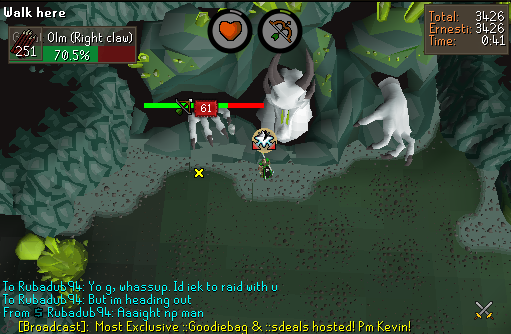 Walk here
Total: 3426
Olm (Right claw)
Ernesti: 3426
251
70.5%
Time: 0:41
61
To Rubadub94: Yo g, whassup. Id iek to raid with u
To Rubadub94: But im heading out
From S Rubadub94: Aaaight np man
[Broadcast]: Most Exclusive ::Goodiebag & ::sdeals hosted! Pm Kevin!